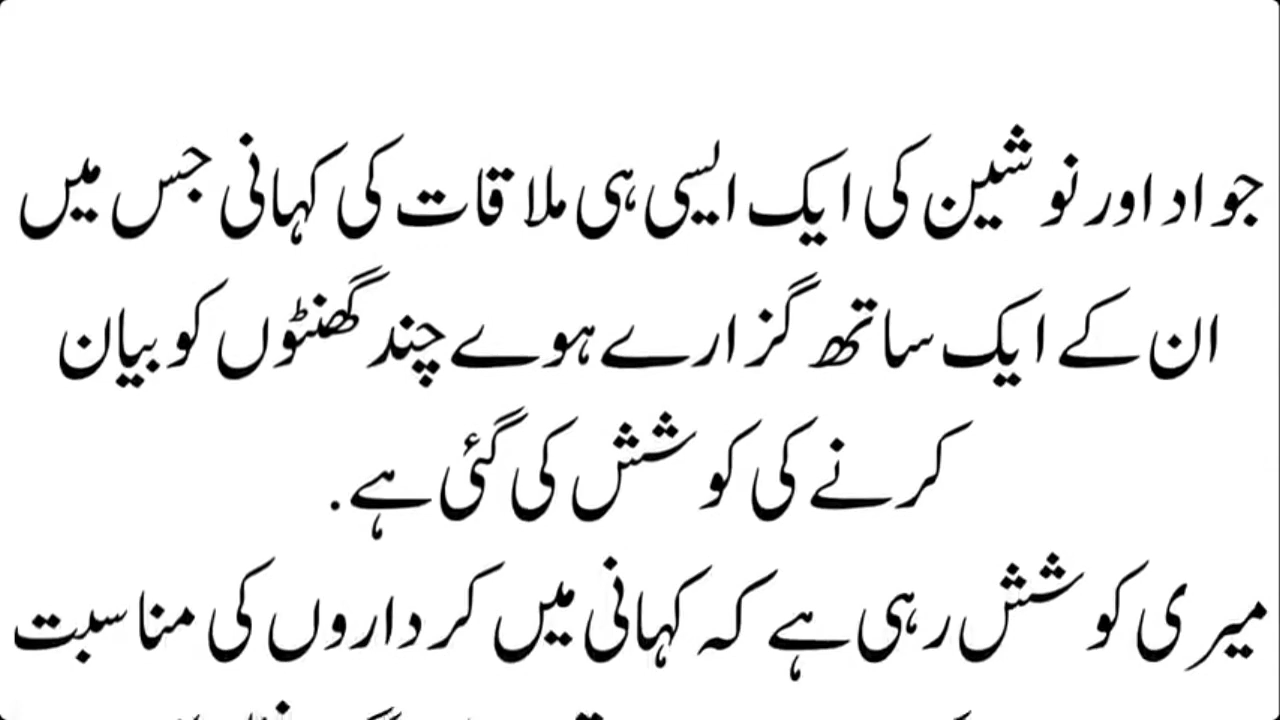 جواد اور نوشین کی ایک ایسی ہی ملاقات کی کہانی جس میں
ان کے ایک ساتھ گزارے ہوے چند گھنٹوں کو بیان
کرنے کی کوشش کی گئی ہے.
میری کوشش رہی ہے کہ کہانی میں کرداروں کی مناسبت